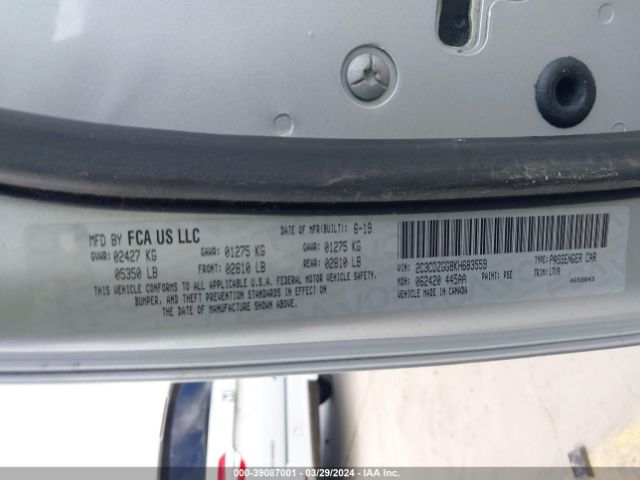 MFD BY FCA US LLC
DATE OF MFR(BUILT): 6-19
GVWR: 02427 KG
GAWR: 01275 KG
GAWR: 01275 KG
05350 LB
FRONT: 02810 LB
REAR: 02810 LB
THIS VEHICLE CONFORMS TO ALL APPLICABLE U.S.A. FEDERAL MOTOR VEHICLE SAFETY,
BUMPER, AND THEFT PREVENTION STANDARDS IN EFFECT ON
THE DATE OF MANUFACTURE SHOWN ABOVE.
VIN: 2C3CDZGG8KH683559
TYPE: PASSENGER CAR
MDH: 062420 445AA
PAINT: PSE
TRIM: L7V9
MADE IN CANADA
000-39087001 — 03/29/2024 — IAA Inc.